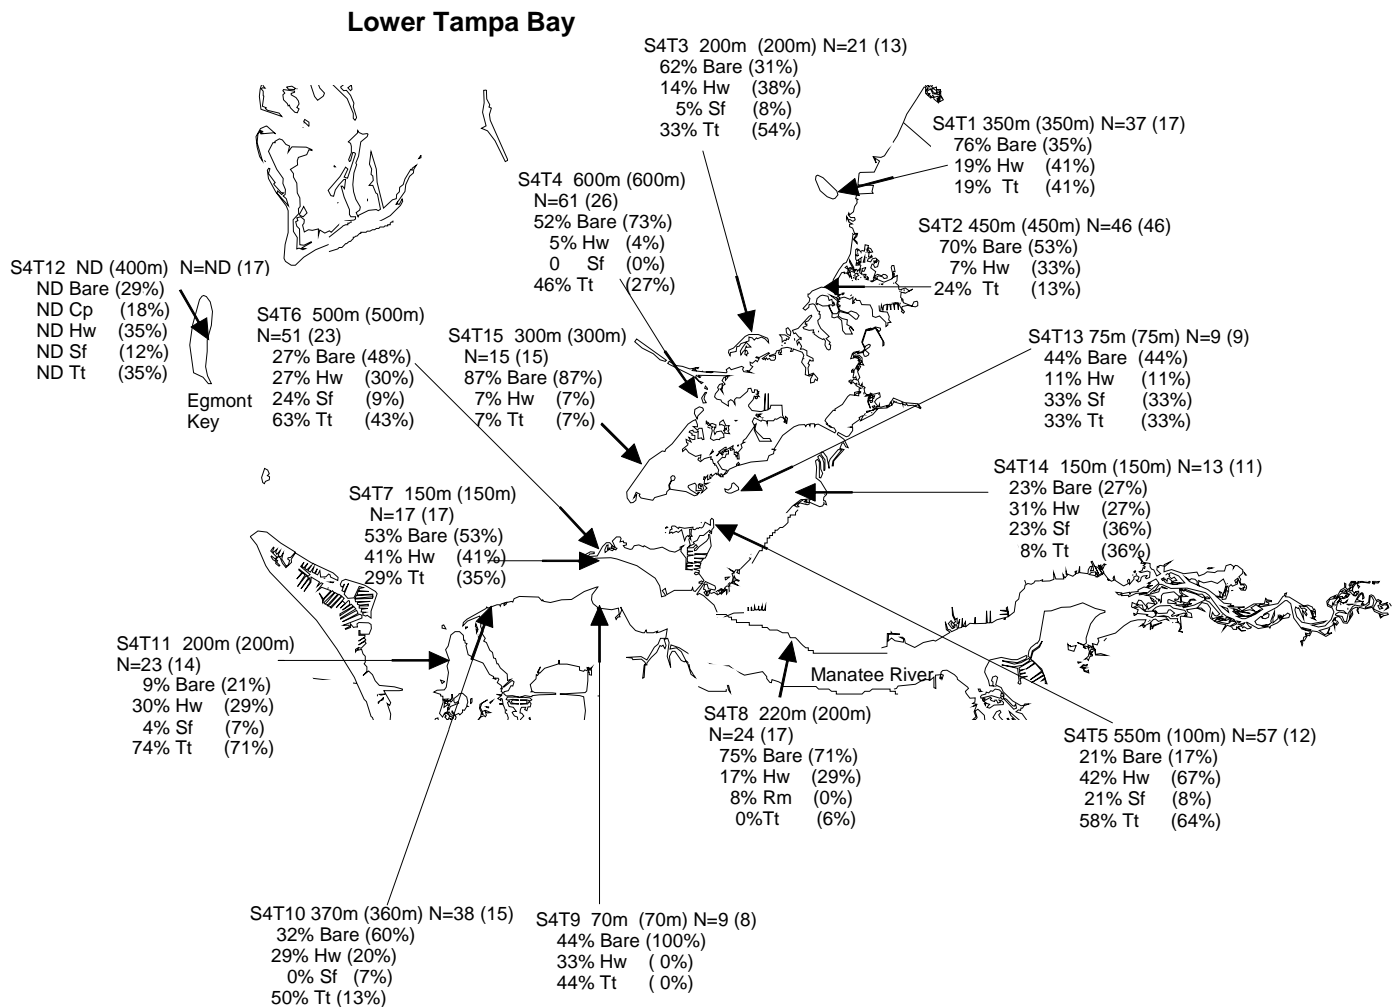 Lower Tampa Bay
S4T3 200m (200m) N=21 (13)
62% Bare (31%)
14% Hw (38%)
5% Sf (8%)
33% Tt (54%)
S4T1 350m (350m) N=37 (17)
76% Bare (35%)
19% Hw (41%)
19% Tt (41%)
S4T4 600m (600m)
N=61 (26)
52% Bare (73%)
5% Hw (4%)
0 Sf (0%)
46% Tt (27%)
S4T2 450m (450m) N=46 (46)
70% Bare (53%)
7% Hw (33%)
24% Tt (13%)
S4T12 ND (400m) N=ND (17)
ND Bare (29%)
ND Cp (18%)
ND Hw (35%)
ND Sf (12%)
ND Tt (35%)
Egmont
Key
S4T6 500m (500m)
N=51 (23)
27% Bare (48%)
27% Hw (30%)
24% Sf (9%)
63% Tt (43%)
S4T15 300m (300m)
N=15 (15)
87% Bare (87%)
7% Hw (7%)
7% Tt (7%)
S4T13 75m (75m) N=9 (9)
44% Bare (44%)
11% Hw (11%)
33% Sf (33%)
33% Tt (33%)
S4T14 150m (150m) N=13 (11)
23% Bare (27%)
31% Hw (27%)
23% Sf (36%)
8% Tt (36%)
S4T7 150m (150m)
N=17 (17)
53% Bare (53%)
41% Hw (41%)
29% Tt (35%)
S4T11 200m (200m)
N=23 (14)
9% Bare (21%)
30% Hw (29%)
4% Sf (7%)
74% Tt (71%)
Manatee River
S4T8 220m (200m)
N=24 (17)
75% Bare (71%)
17% Hw (29%)
8% Rm (0%)
0%Tt (6%)
S4T5 550m (100m) N=57 (12)
21% Bare (17%)
42% Hw (67%)
21% Sf (8%)
58% Tt (64%)
S4T10 370m (360m) N=38 (15)
32% Bare (60%)
29% Hw (20%)
0% Sf (7%)
50% Tt (13%)
S4T9 70m (70m) N=9 (8)
44% Bare (100%)
33% Hw ( 0%)
44% Tt ( 0%)